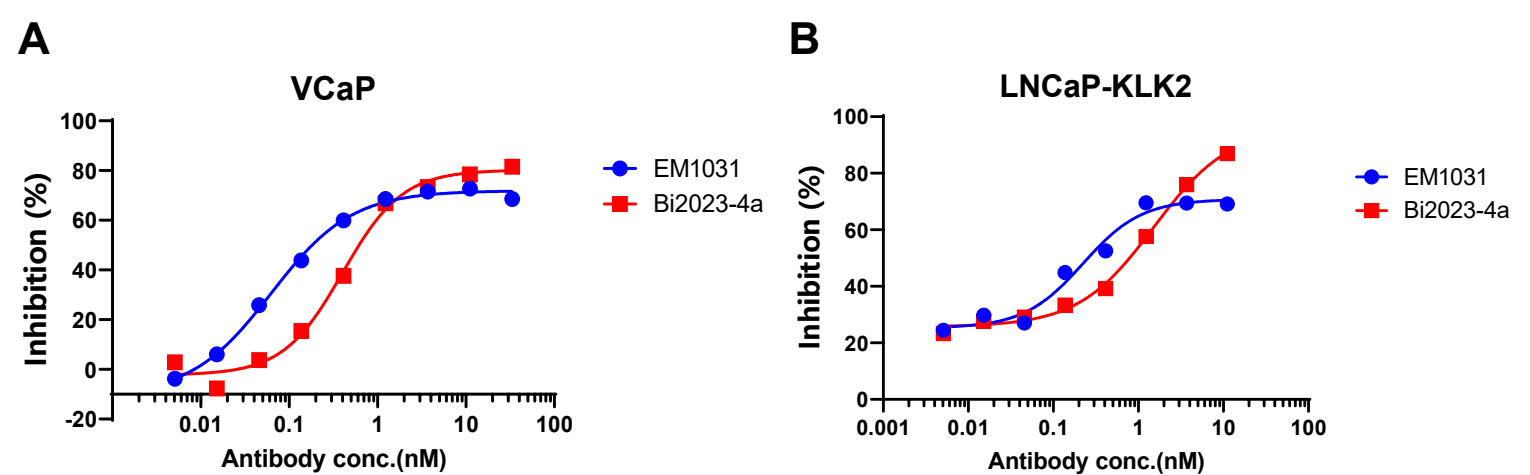 A
VCaP
Inhibition (%)
100
80
60
40
20
0
-20
0.01 0.1 1 10 100
Antibody conc.(nM)
EM1031
Bi2023-4a
B
LNCaP-KLK2
Inhibition (%)
100
80
60
40
20
0
0.001 0.01 0.1 1 10 100
Antibody conc.(nM)
EM1031
Bi2023-4a